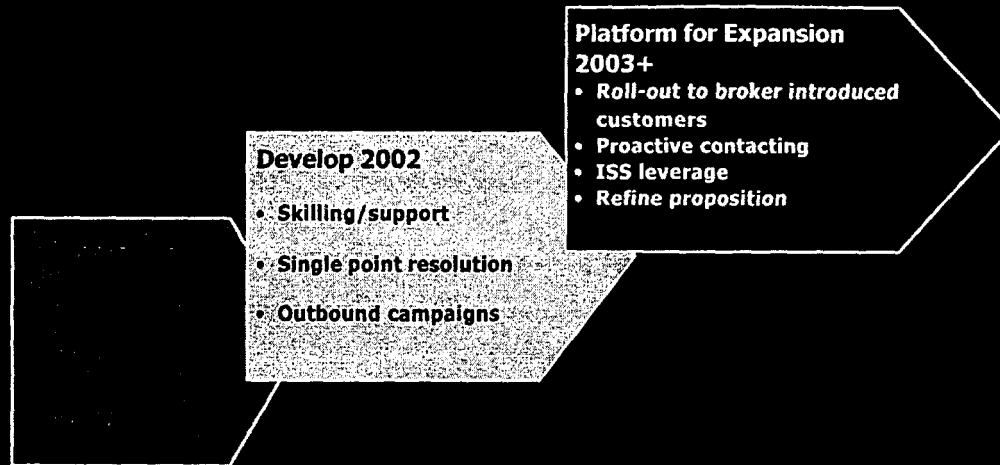 Platform for Expansion
2003+
• Roll-out to broker introduced
customers
• Proactive contacting
• ISS leverage
• Refine proposition
Develop 2002
• Skilling/support
• Single point resolution
• Outbound campaigns